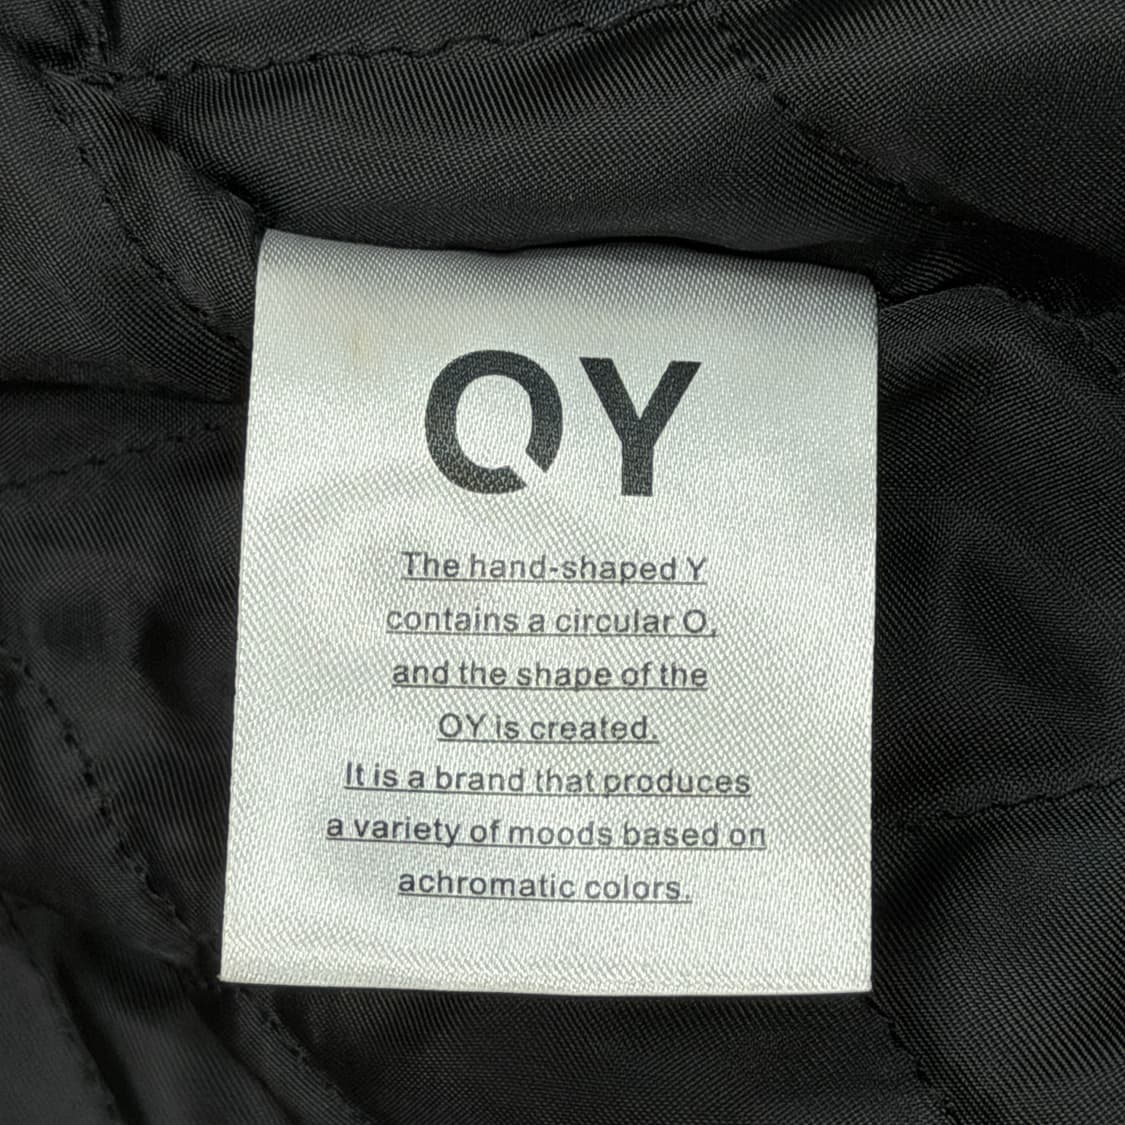 OY
The hand-shaped Y
contains a circular O,
and the shape of the
OY is created.
It is a brand that produces
a variety of moods based on
achromatic colors.